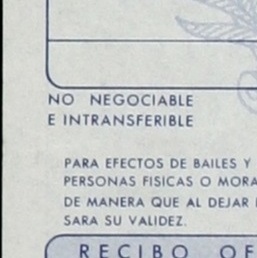 NO NEGOCIABLE
E INTRANSFERIBLE
PARA EFECTOS DE BAILES Y
PERSONAS FISICAS O MORA
DE MANERA QUE AL DEJAR
SARA SU VALIDEZ.
RECIBO OF